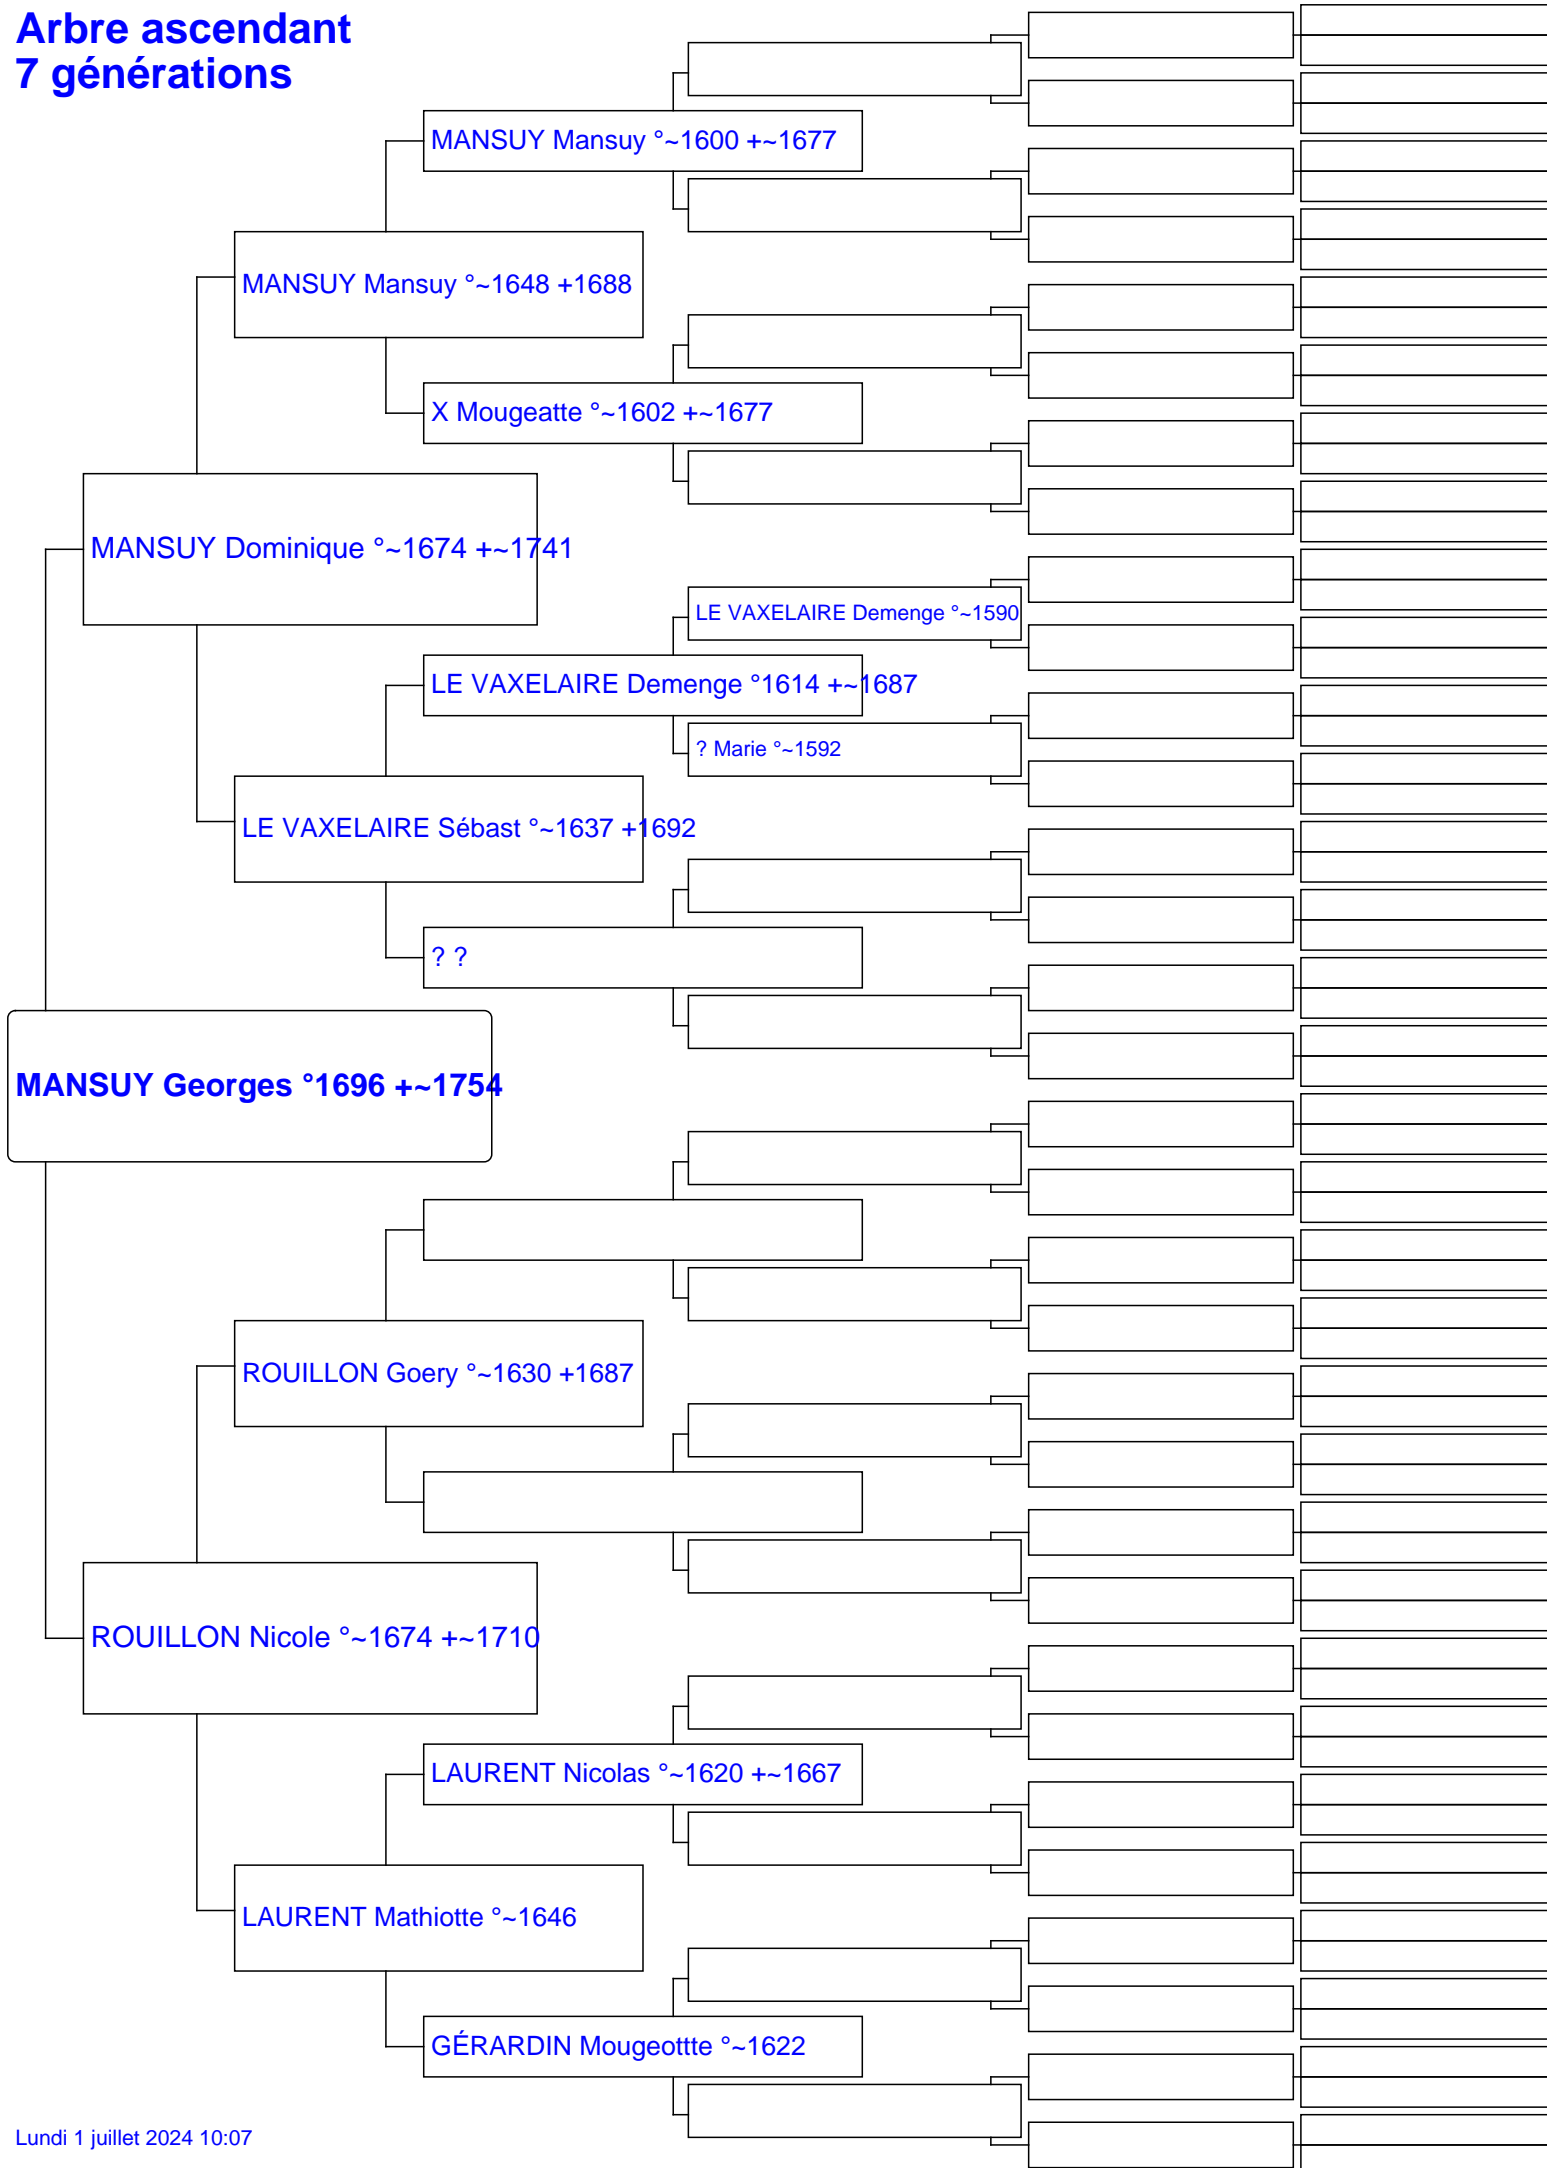 Arbre ascendant
7 générations
MANSUY Mansuy °~1600 +~1677
MANSUY Mansuy °~1648 +1688
X Mougeatte °~1602 +~1677
MANSUY Dominique °~1674 +~1741
LE VAXELAIRE Demenge °~1590
LE VAXELAIRE Demenge °1614 +~1687
? Marie °~1592
LE VAXELAIRE Sébast °~1637 +1692
? ?
MANSUY Georges °1696 +~1754
ROUILLON Goery °~1630 +1687
ROUILLON Nicole °~1674 +~1710
LAURENT Nicolas °~1620 +~1667
LAURENT Mathiotte °~1646
GÉRARDIN Mougeottte °~1622
Lundi 1 juillet 2024 10:07